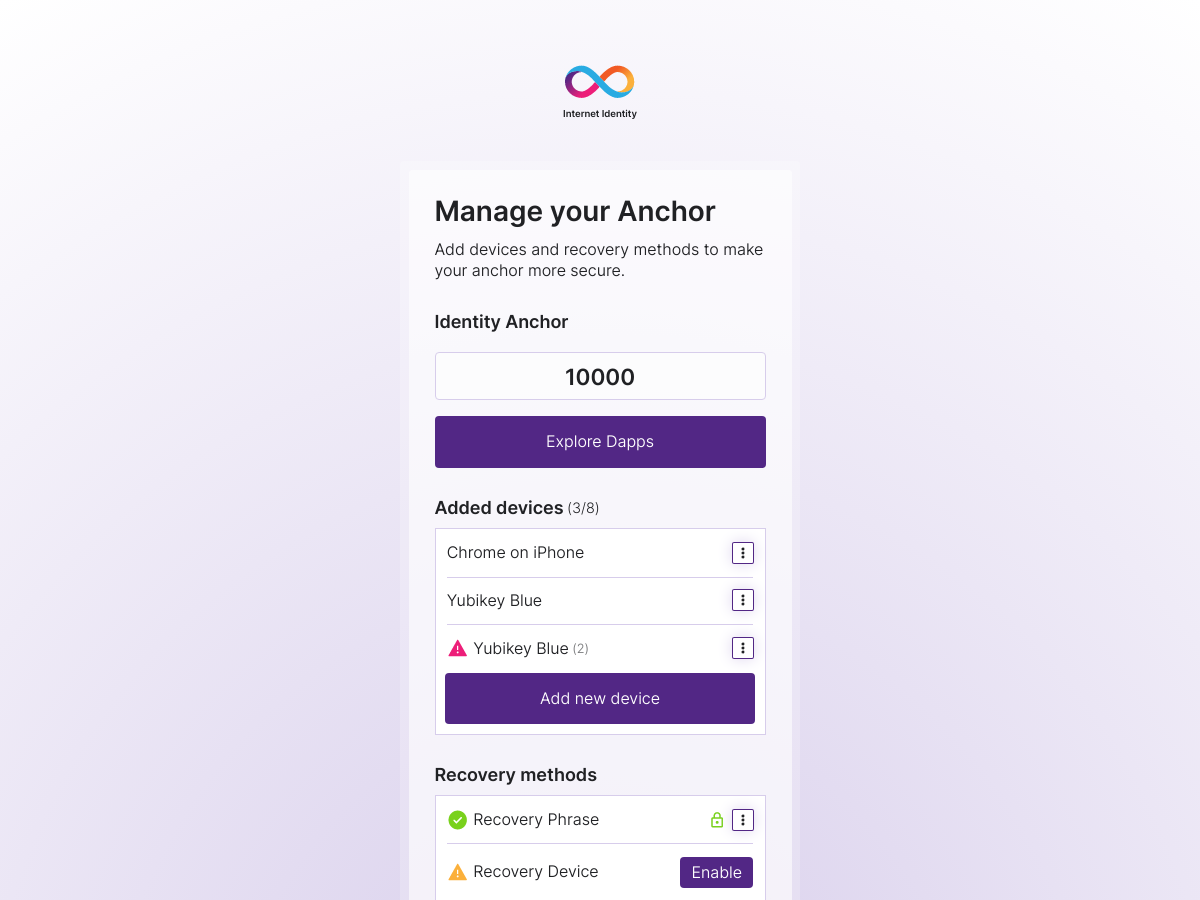 Internet Identity
Manage your Anchor
Add devices and recovery methods to make
your anchor more secure.
Identity Anchor
10000
Explore Dapps
Added devices (3/8)
Chrome on iPhone
Yubikey Blue
Yubikey Blue (2)
Add new device
Recovery methods
Recovery Phrase
Recovery Device
Enable